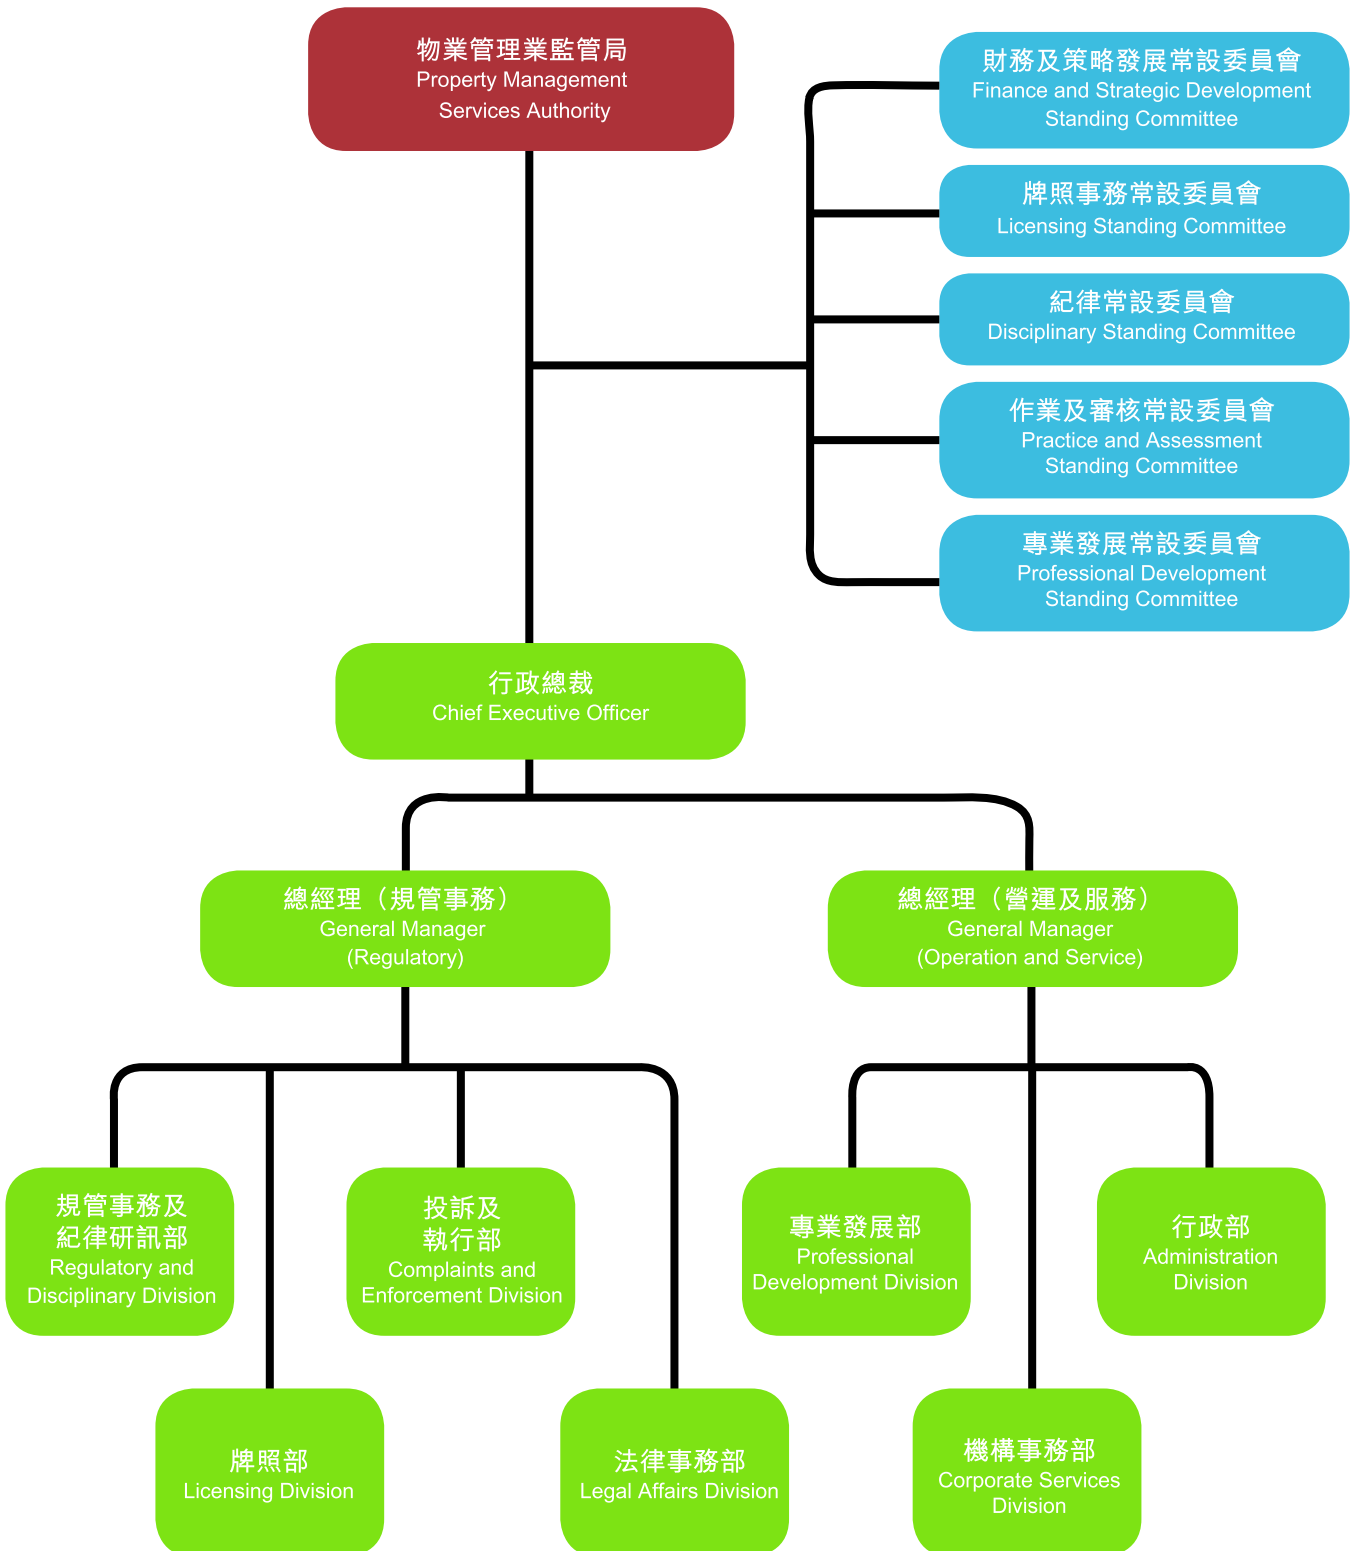 物業管理業監管局
Property Management
Services Authority
財務及策略發展常設委員會
Finance and Strategic Development
Standing Committee
牌照事務常設委員會
Licensing Standing Committee
紀律常設委員會
Disciplinary Standing Committee
作業及審核常設委員會
Practice and Assessment
Standing Committee
專業發展常設委員會
Professional Development
Standing Committee
行政總裁
Chief Executive Officer
總經理（規管事務）
General Manager
(Regulatory)
總經理（營運及服務）
General Manager
(Operation and Service)
規管事務及
紀律研訊部
Regulatory and
Disciplinary Division
投訴及
執行部
Complaints and
Enforcement Division
專業發展部
Professional
Development Division
行政部
Administration
Division
牌照部
Licensing Division
法律事務部
Legal Affairs Division
機構事務部
Corporate Services
Division